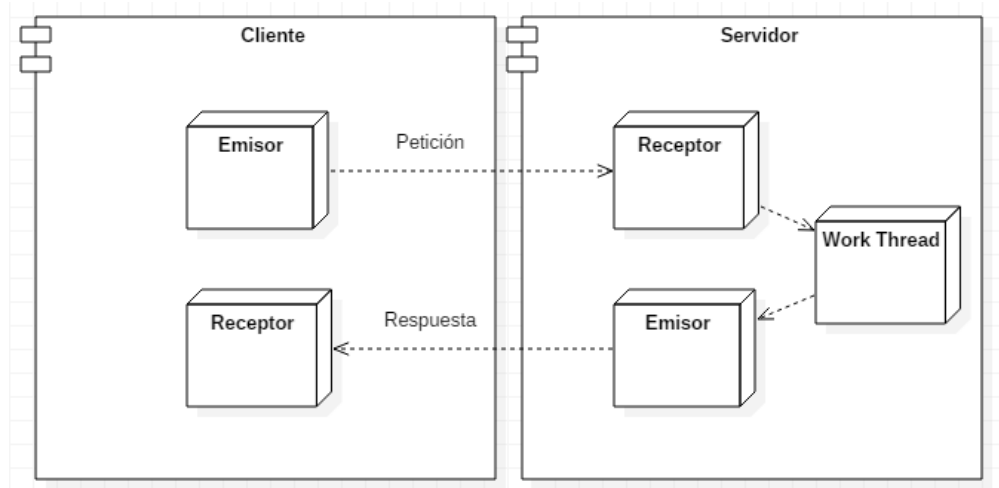 Cliente
Servidor
Emisor
Petición
Receptor
Work Thread
Receptor
Respuesta
Emisor